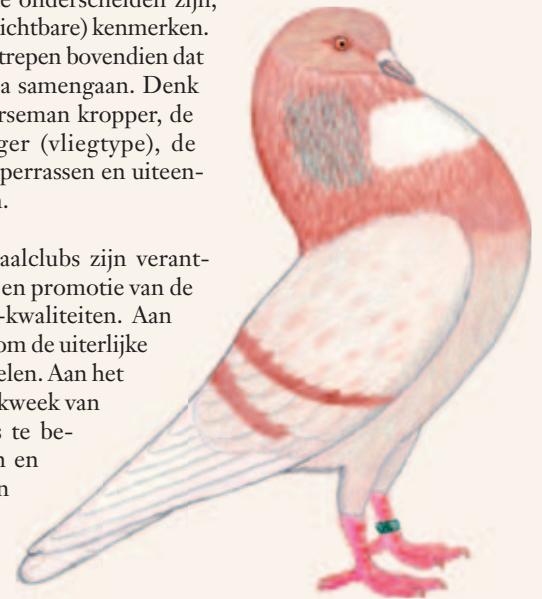 e onderscheiden zijn,
ichtbare) kenmerken.
trepen bovendien dat
a samengaan. Denk
rseman kropper, de
ger (vliegtype), de
perrassen en uiteen-
n.
aalclubs zijn verant-
en promotie van de
-kwaliteiten. Aan
om de uiterlijke
elen. Aan het
kweek van
s te be-
n en
n